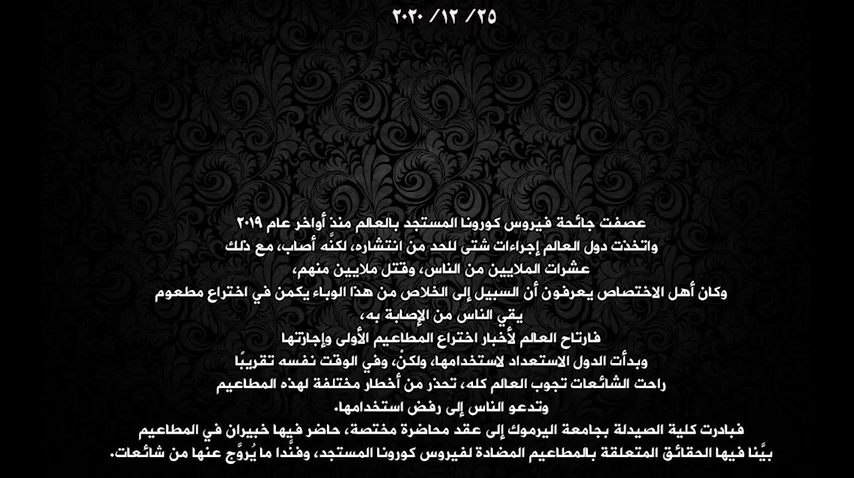 ٢٥/ ١٢/ ٢٠٢٠
عصفت جائحة فيروس كورونا المستجد بالعالم منذ أواخر عام ٢٠١٩
واتخذت دول العالم إجراءات شتى للحد من انتشاره، لكنَّه أصاب، مع ذلك
عشرات الملايين من الناس، وقتل ملايين منهم،
وكان أهل الاختصاص يعرفون أن السبيل إلى الخلاص من هذا الوباء يكمن في اختراع مطعوم
يقي الناس من الإصابة به،
فارتاح العالم لأخبار اختراع المطاعيم الأولى وإجازتها
وبدأت الدول الاستعداد لاستخدامها، ولكنْ، وفي الوقت نفسه تقريبًا
راحت الشائعات تجوب العالم كله، تحذر من أخطار مختلفة لهذه المطاعيم
وتدعو الناس إلى رفض استخدامها.
فبادرت كلية الصيدلة بجامعة اليرموك إلى عقد محاضرة مختصة، حاضر فيها خبيران في المطاعيم
بيَّنا فيها الحقائق المتعلقة بالمطاعيم المضادة لفيروس كورونا المستجد، وفنَّدا ما يُروَّج عنها من شائعات.